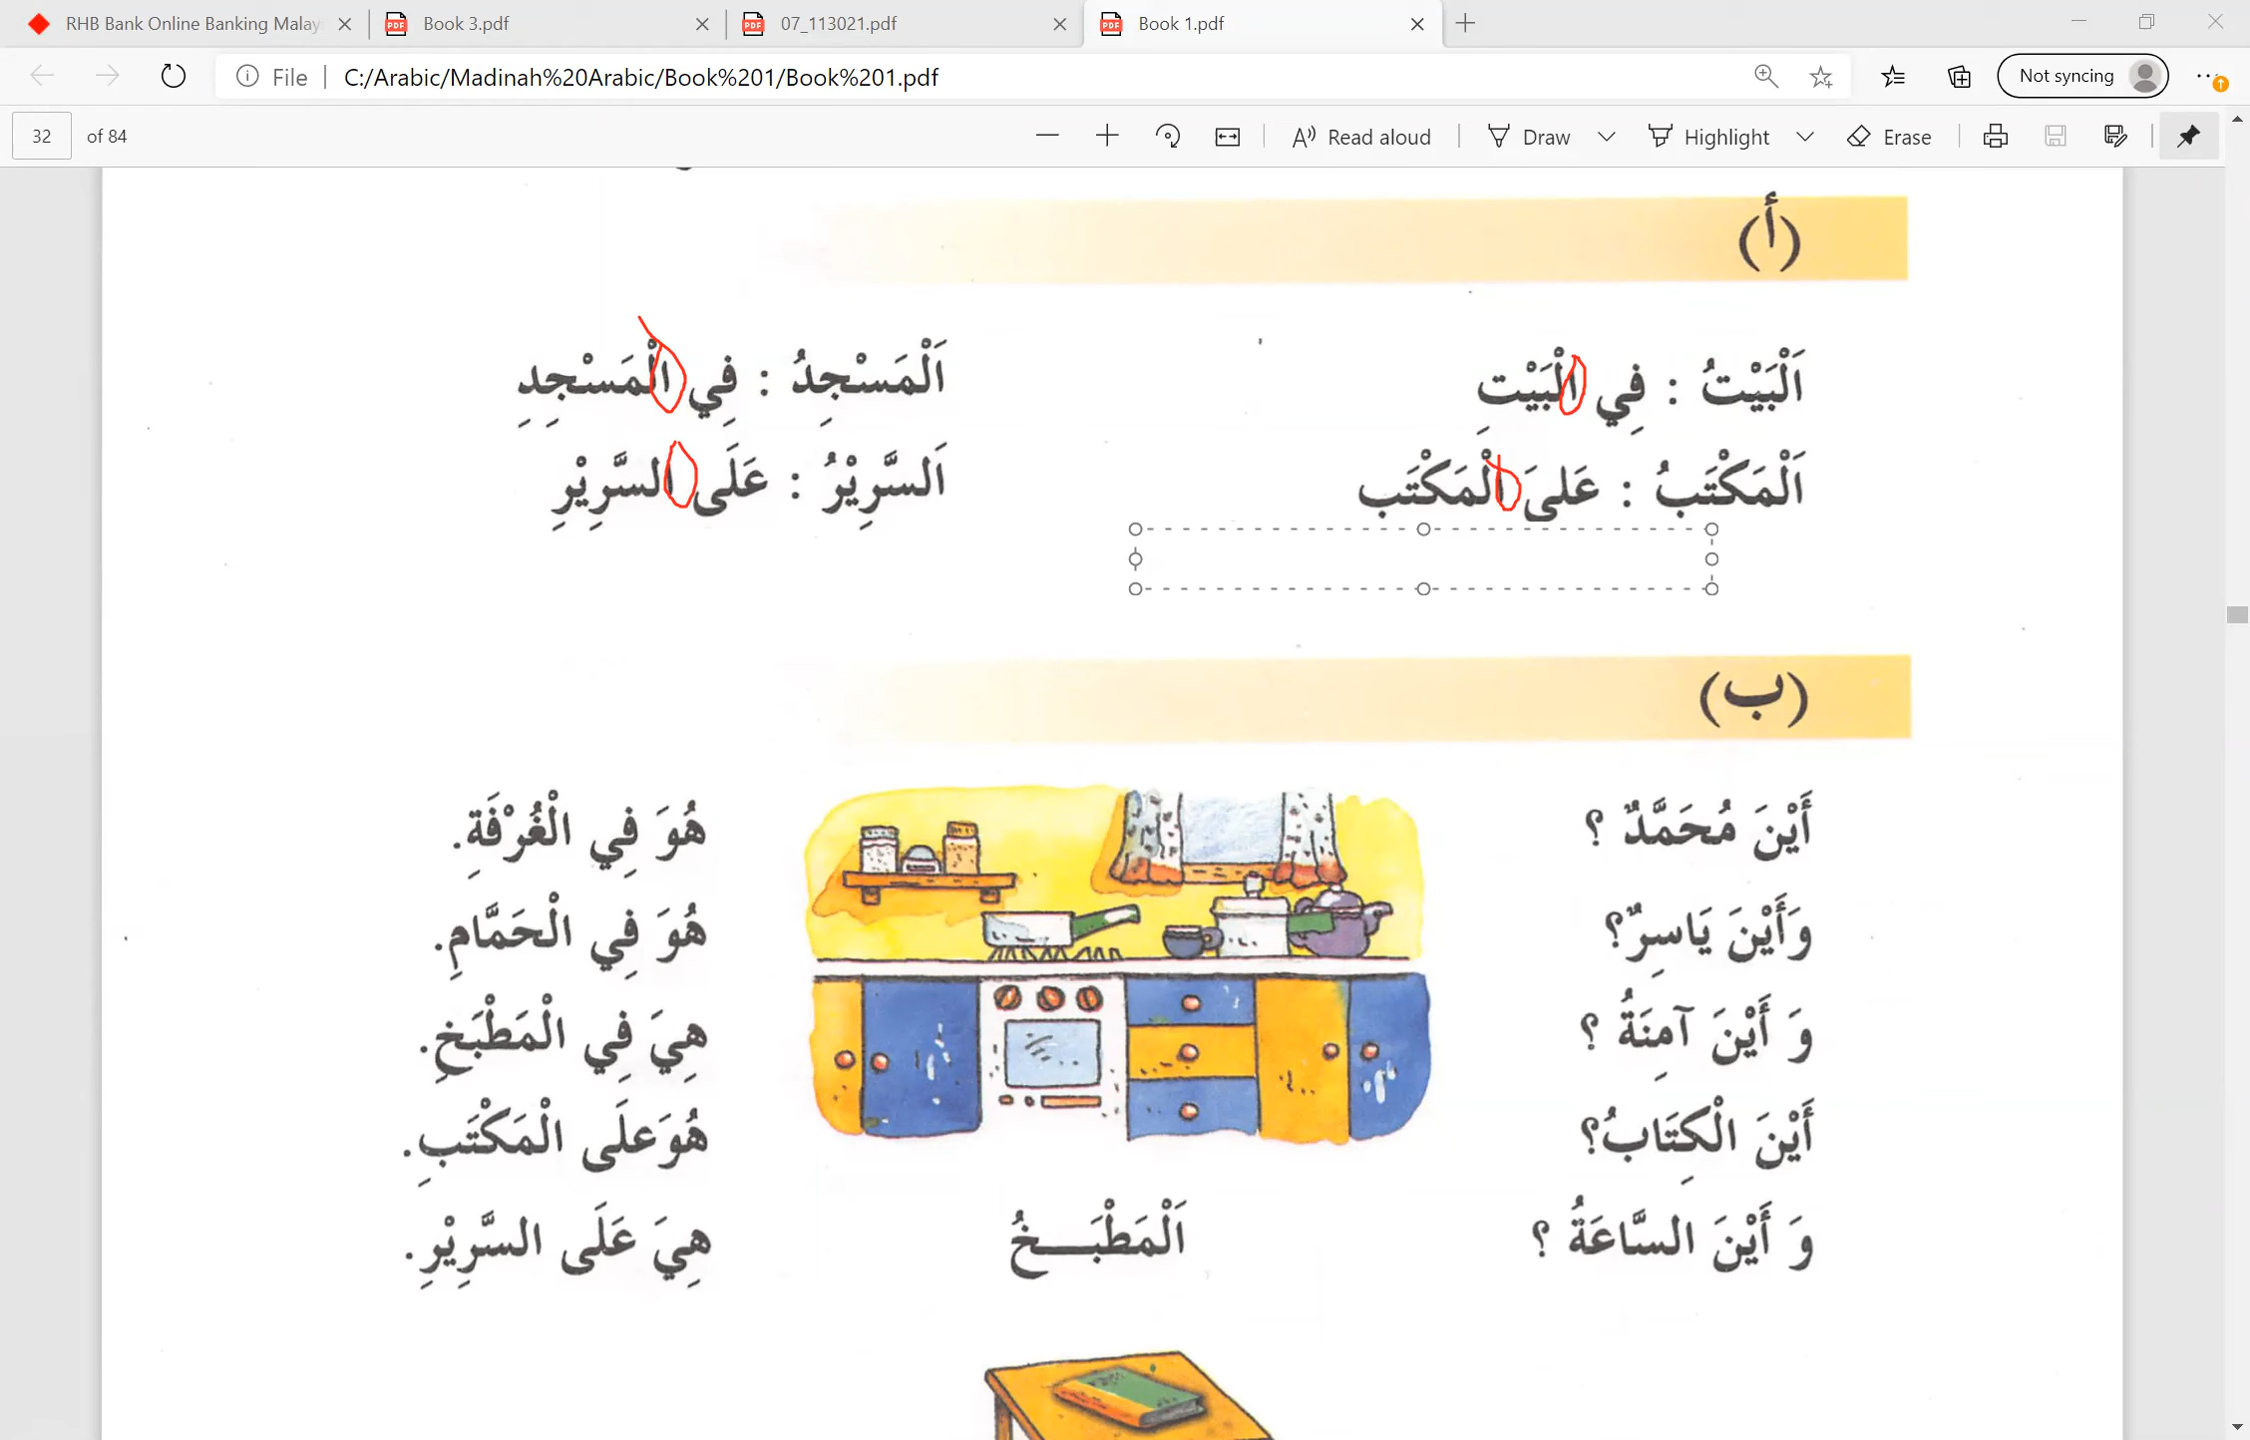 RHB Bank Online Banking Malay
Book 3.pdf
07_113021.pdf
Book 1.pdf
File
C:/Arabic/Madinah%20Arabic/Book%201/Book%201.pdf
Not syncing
32 of 84
Read aloud
Draw
Highlight
Erase
(أ)
اَلْبَيْتُ : فِي الْبَيْتِ
اَلْمَسْجِدُ : فِي الْمَسْجِدِ
اَلْمَكْتَبُ : عَلىَ الْمَكْتَب
اَلسَّرِيْرُ : عَلَى السَّرِيْرِ
(ب)
أَيْنَ مُحَمَّدٌ ؟
هُوَ فِي الْغُرْفَةِ.
وَأَيْنَ يَاسِرٌ؟
هُوَ فِي الْحَمَّامِ.
وَ أَيْنَ آمِنَةُ ؟
هِيَ فِي الْمَطْبَخِ.
أَيْنَ الْكِتَابُ؟
هُوَعلَى الْمَكْتَبِ.
وَ أَيْنَ السَّاعَةُ ؟
هِيَ عَلَى السَّرِيْرِ.
اَلْمَطْبَـــخُ